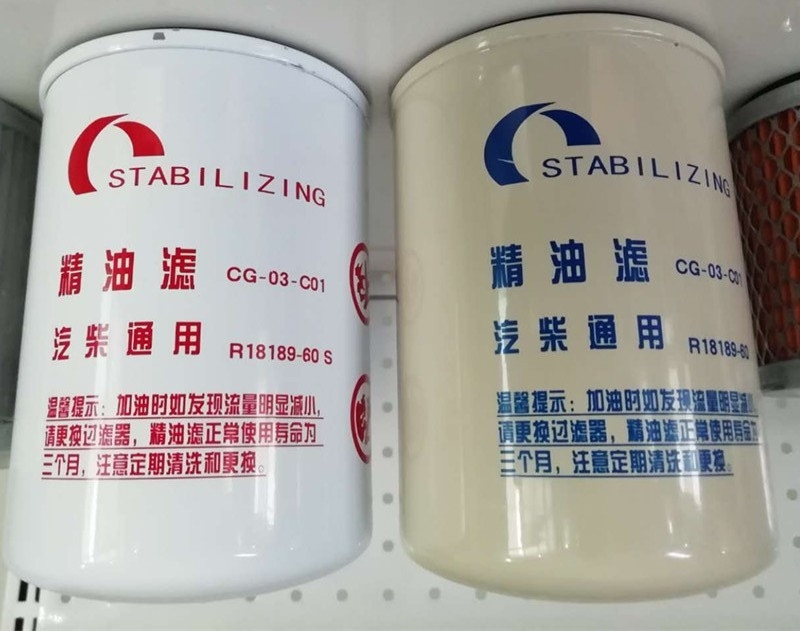 STABILIZING
精油滤 CG-03-C01
汽柴通用 R18189-60 S
温馨提示：加油时如发现流量明显减小，
请更换过滤器，精油滤正常使用寿命为
三个月，注意定期清洗和更换。
STABILIZING
精油滤 CG-03-C01
汽柴通用 R18189-60
温馨提示：加油时如发现流量明显减小
请更换过滤器，精油滤正常使用寿命为
三个月，注意定期清洗和更换。